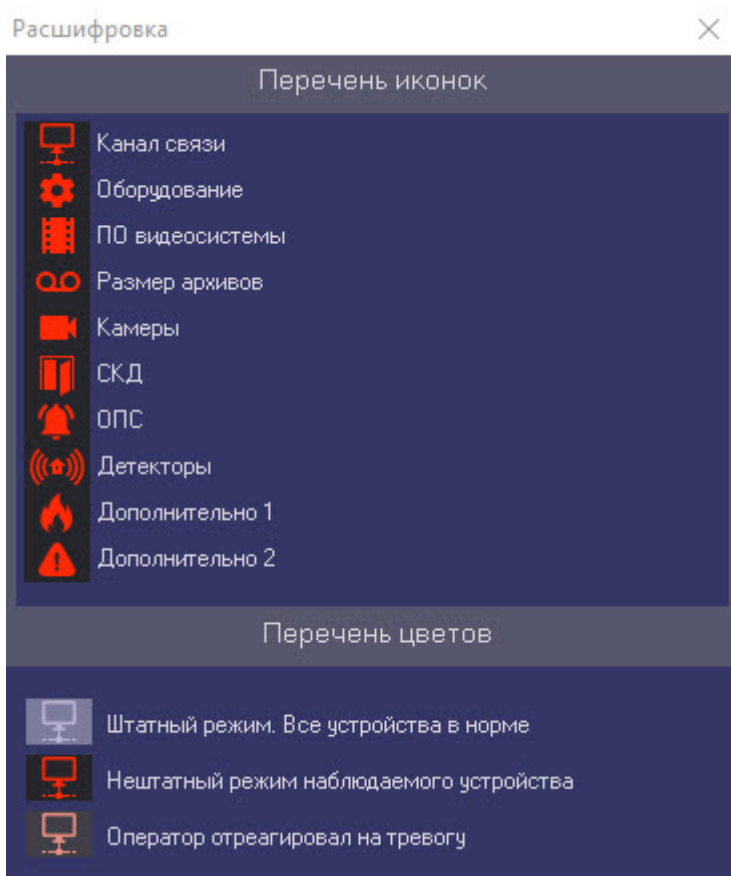 Расшифровка
Перечень иконок
Канал связи
Оборудование
ПО видеосистемы
Размер архивов
Камеры
СКД
ОПС
Детекторы
Дополнительно 1
Дополнительно 2
Перечень цветов
Штатный режим. Все устройства в норме
Нештатный режим наблюдаемого устройства
Оператор отреагировал на тревогу